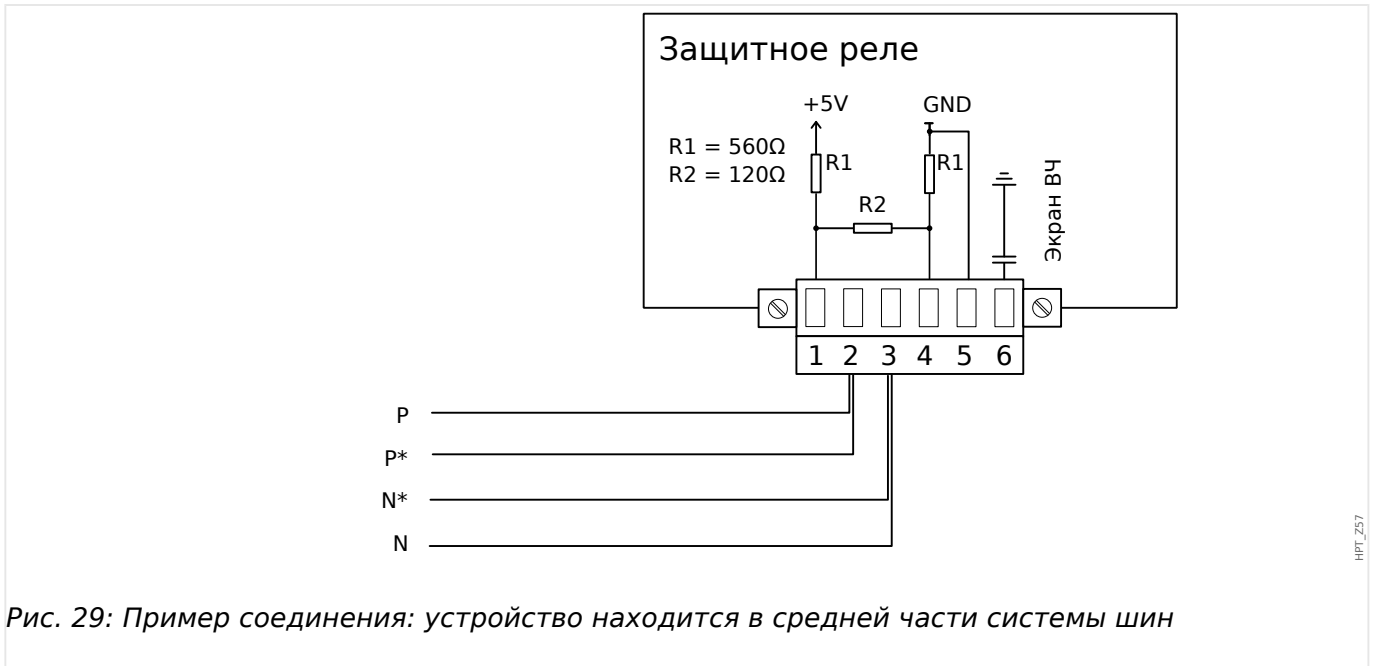 Защитное реле
+5V
GND
R1 = 560Ω
R2 = 120Ω
R1
R1
R2
Экран ВЧ
1 2 3 4 5 6
P
P*
N*
N
HPT_Z57
Рис. 29: Пример соединения: устройство находится в средней части системы шин